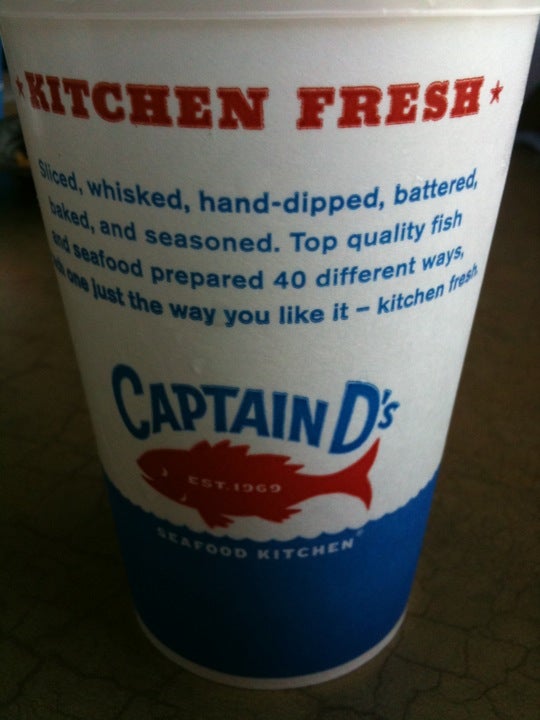 KITCHEN FRESH
Sliced, whisked, hand-dipped, battered,
baked, and seasoned. Top quality fish
and seafood prepared 40 different ways,
each one just the way you like it – kitchen fresh
CAPTAIN D's
EST. 1969
SEAFOOD KITCHEN®